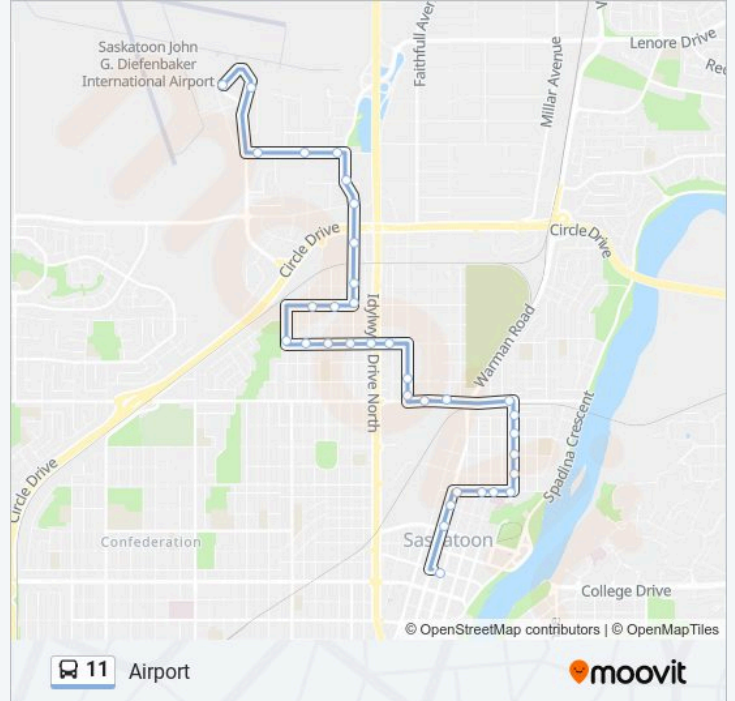 Saskatoon John
G. Diefenbaker
International Airport
Faithfull Aven
Millar Avenue
Lenore Drive
Circle Drive
Circle Drive
Idylwyld Drive North
Warman Road
Spadina Crescent
Circle Drive
Confederation
Saskatoon
College Drive
© OpenStreetMap contributors | © OpenMapTiles
11 Airport
moovit